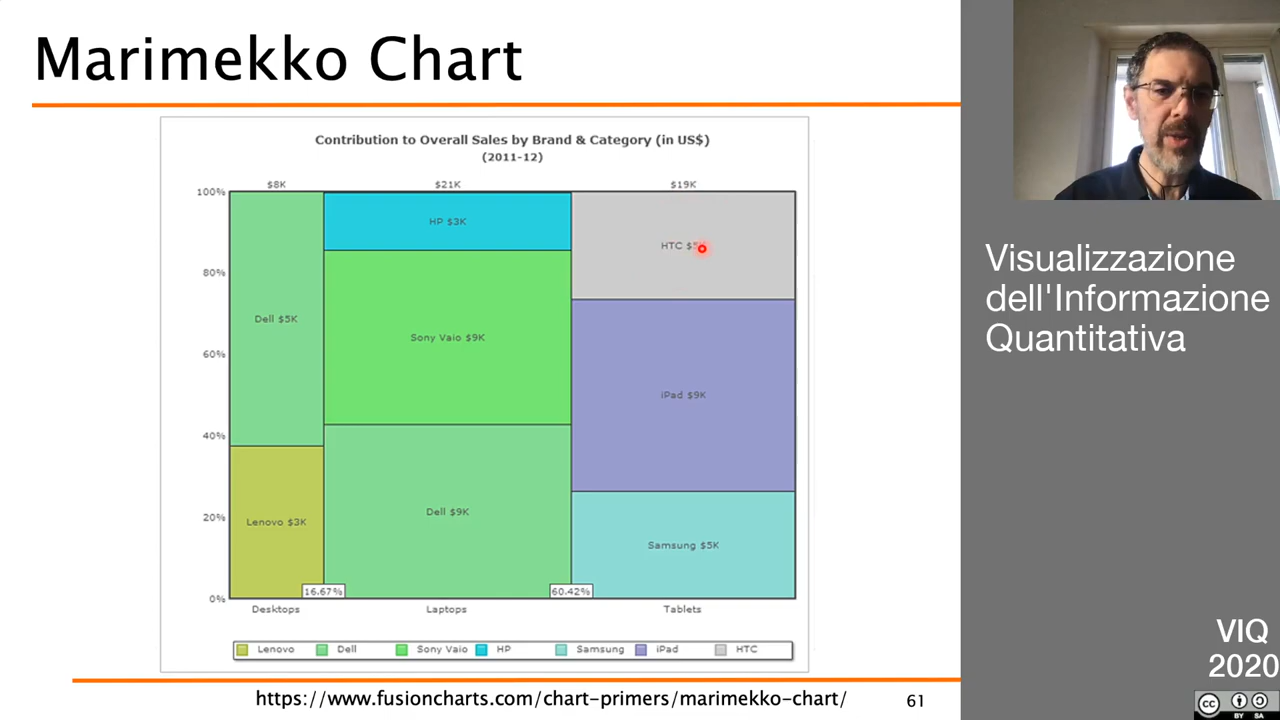 Marimekko Chart
Contribution to Overall Sales by Brand & Category (in US$)
(2011-12)
$8K
$21K
$19K
100%
80%
60%
40%
20%
0%
HP $3K
HTC
Dell $5K
Sony Vaio $9K
iPad $9K
Lenovo $3K
Dell $9K
Samsung $5K
16.67%
60.42%
Desktops
Laptops
Tablets
Lenovo Dell Sony Vaio HP Samsung iPad HTC
https://www.fusioncharts.com/chart-primers/marimekko-chart/
61
Visualizzazione
dell'Informazione
Quantitativa
VIQ
2020
cc
BY SA